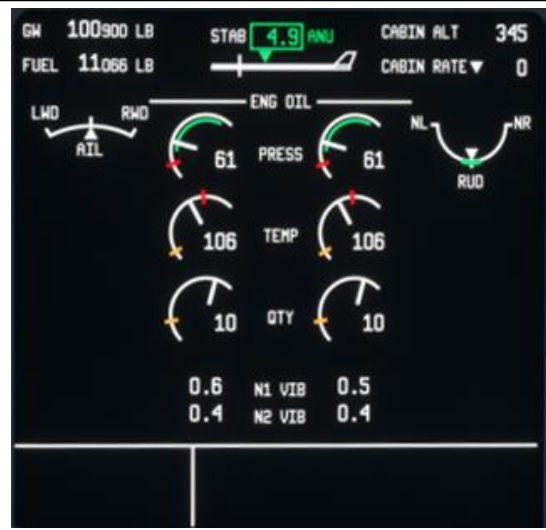 GW 100900 LB STAB 4.9 ANU CABIN ALT 345
FUEL 11066 LB CABIN RATE▼ 0
ENG OIL
LWD RWD NL NR
AIL RUD
61 PRESS 61
106 TEMP 106
10 QTY 10
0.6 N1 VIB 0.5
0.4 N2 VIB 0.4